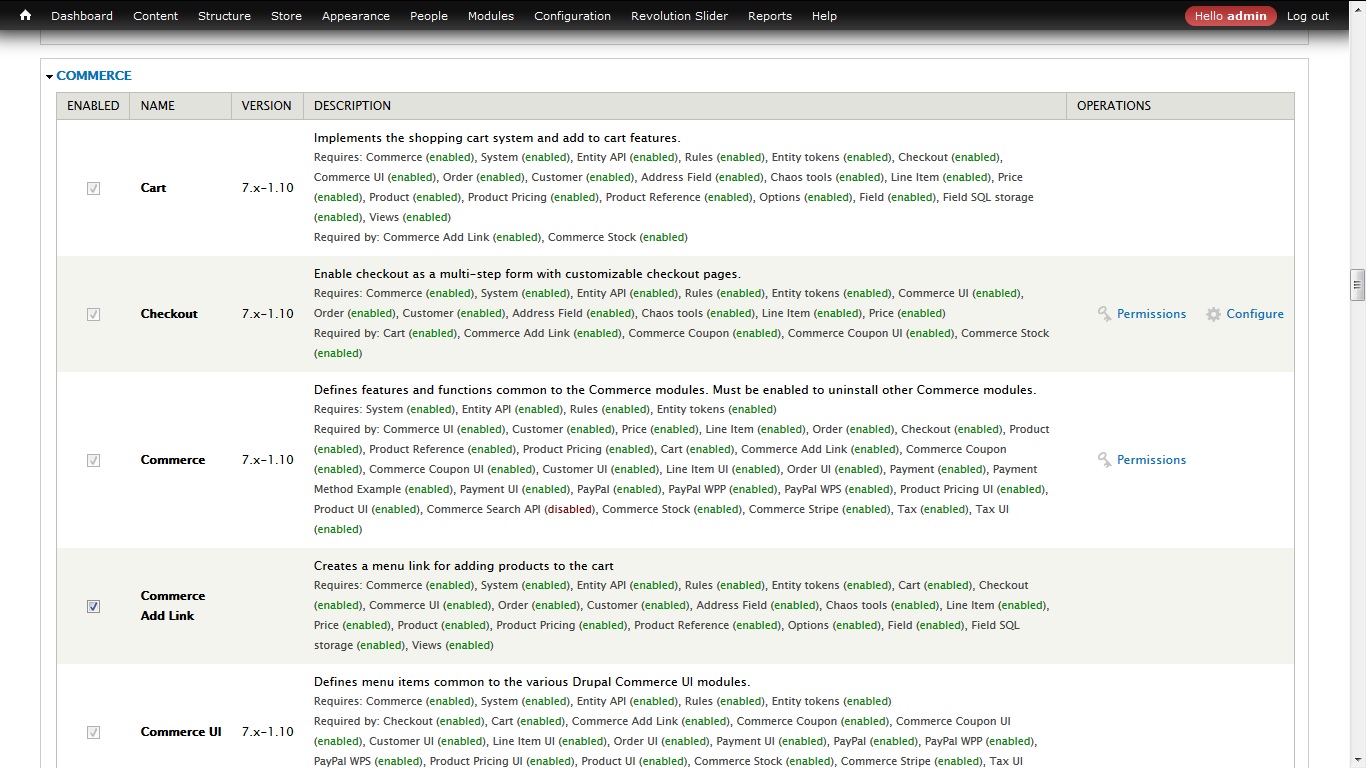 Dashboard Content Structure Store Appearance People Modules Configuration Revolution Slider Reports Help Hello admin Log out
COMMERCE
ENABLED NAME VERSION DESCRIPTION OPERATIONS
Implements the shopping cart system and add to cart features.
Requires: Commerce (enabled), System (enabled), Entity API (enabled), Rules (enabled), Entity tokens (enabled), Checkout (enabled),
Commerce UI (enabled), Order (enabled), Customer (enabled), Address Field (enabled), Chaos tools (enabled), Line Item (enabled), Price
Cart 7.x-1.10
(enabled), Product (enabled), Product Pricing (enabled), Product Reference (enabled), Options (enabled), Field (enabled), Field SQL storage
(enabled), Views (enabled)
Required by: Commerce Add Link (enabled), Commerce Stock (enabled)
Enable checkout as a multi-step form with customizable checkout pages.
Requires: Commerce (enabled), System (enabled), Entity API (enabled), Rules (enabled), Entity tokens (enabled), Commerce UI (enabled),
Checkout 7.x-1.10 Order (enabled), Customer (enabled), Address Field (enabled), Chaos tools (enabled), Line Item (enabled), Price (enabled) Permissions Configure
Required by: Cart (enabled), Commerce Add Link (enabled), Commerce Coupon (enabled), Commerce Coupon UI (enabled), Commerce Stock
(enabled)
Defines features and functions common to the Commerce modules. Must be enabled to uninstall other Commerce modules.
Requires: System (enabled), Entity API (enabled), Rules (enabled), Entity tokens (enabled)
Required by: Commerce UI (enabled), Customer (enabled), Price (enabled), Line Item (enabled), Order (enabled), Checkout (enabled), Product
(enabled), Product Reference (enabled), Product Pricing (enabled), Cart (enabled), Commerce Add Link (enabled), Commerce Coupon
Commerce 7.x-1.10 Permissions
(enabled), Commerce Coupon UI (enabled), Customer UI (enabled), Line Item UI (enabled), Order UI (enabled), Payment (enabled), Payment
Method Example (enabled), Payment UI (enabled), PayPal (enabled), PayPal WPP (enabled), PayPal WPS (enabled), Product Pricing UI (enabled),
Product UI (enabled), Commerce Search API (disabled), Commerce Stock (enabled), Commerce Stripe (enabled), Tax (enabled), Tax UI
(enabled)
Creates a menu link for adding products to the cart
Requires: Commerce (enabled), System (enabled), Entity API (enabled), Rules (enabled), Entity tokens (enabled), Cart (enabled), Checkout
Commerce
(enabled), Commerce UI (enabled), Order (enabled), Customer (enabled), Address Field (enabled), Chaos tools (enabled), Line Item (enabled),
Add Link
Price (enabled), Product (enabled), Product Pricing (enabled), Product Reference (enabled), Options (enabled), Field (enabled), Field SQL
storage (enabled), Views (enabled)
Defines menu items common to the various Drupal Commerce UI modules.
Requires: Commerce (enabled), System (enabled), Entity API (enabled), Rules (enabled), Entity tokens (enabled)
Required by: Checkout (enabled), Cart (enabled), Commerce Add Link (enabled), Commerce Coupon (enabled), Commerce Coupon UI
Commerce UI 7.x-1.10
(enabled), Customer UI (enabled), Line Item UI (enabled), Order UI (enabled), Payment UI (enabled), PayPal (enabled), PayPal WPP (enabled),
PayPal WPS (enabled), Product Pricing UI (enabled), Product UI (enabled), Commerce Stock (enabled), Commerce Stripe (enabled), Tax UI